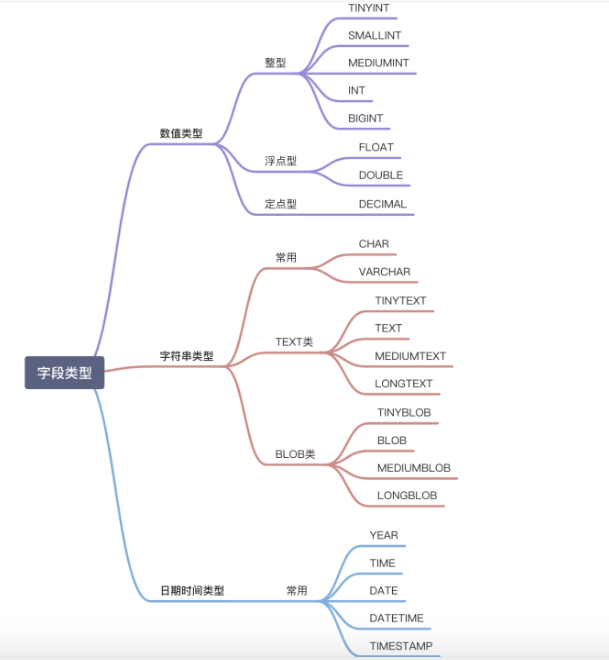 字段类型
数值类型
整型
TINYINT
SMALLINT
MEDIUMINT
INT
BIGINT
浮点型
FLOAT
DOUBLE
定点型
DECIMAL
字符串类型
常用
CHAR
VARCHAR
TEXT类
TINYTEXT
TEXT
MEDIUMTEXT
LONGTEXT
BLOB类
TINYBLOB
BLOB
MEDIUMBLOB
LONGBLOB
日期时间类型
常用
YEAR
TIME
DATE
DATETIME
TIMESTAMP